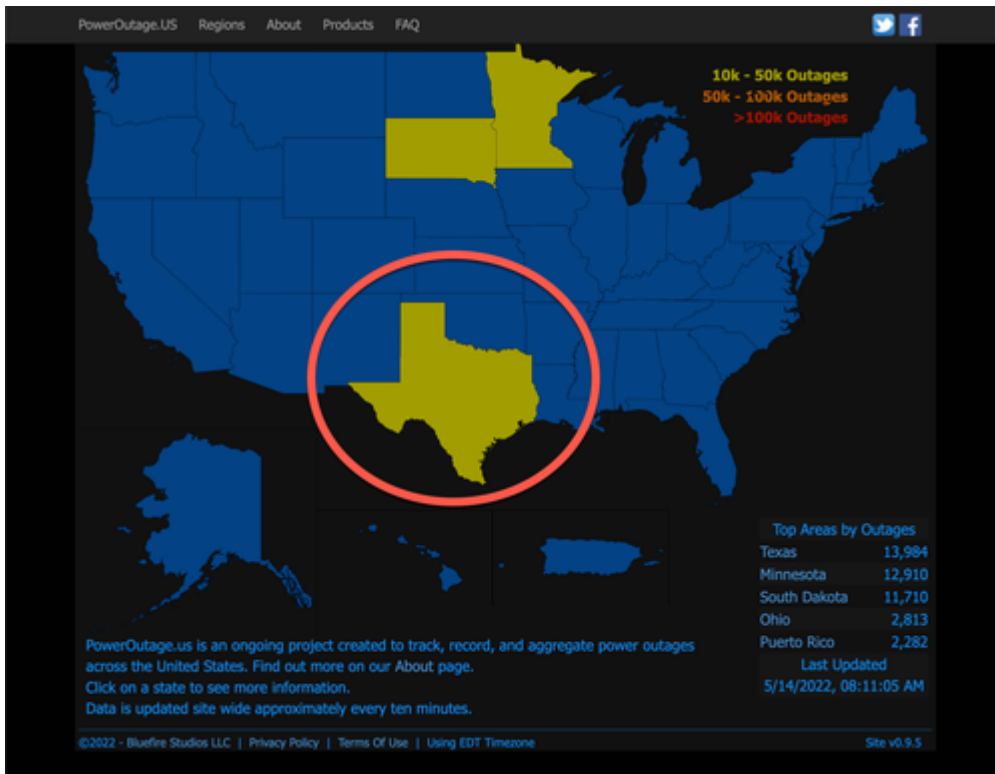 PowerOutage.US Regions About Products FAQ
10k - 50k Outages
50k - 100k Outages
>100k Outages
Top Areas by Outages
Texas 13,984
Minnesota 12,910
South Dakota 11,710
Ohio 2,813
Puerto Rico 2,282
Last Updated
5/14/2022, 08:11:05 AM
PowerOutage.us is an ongoing project created to track, record, and aggregate power outages
across the United States. Find out more on our About page.
Click on a state to see more information.
Data is updated site wide approximately every ten minutes.
©2022 - Bluefire Studios LLC | Privacy Policy | Terms Of Use | Using EDT Timezone
Site v0.9.5